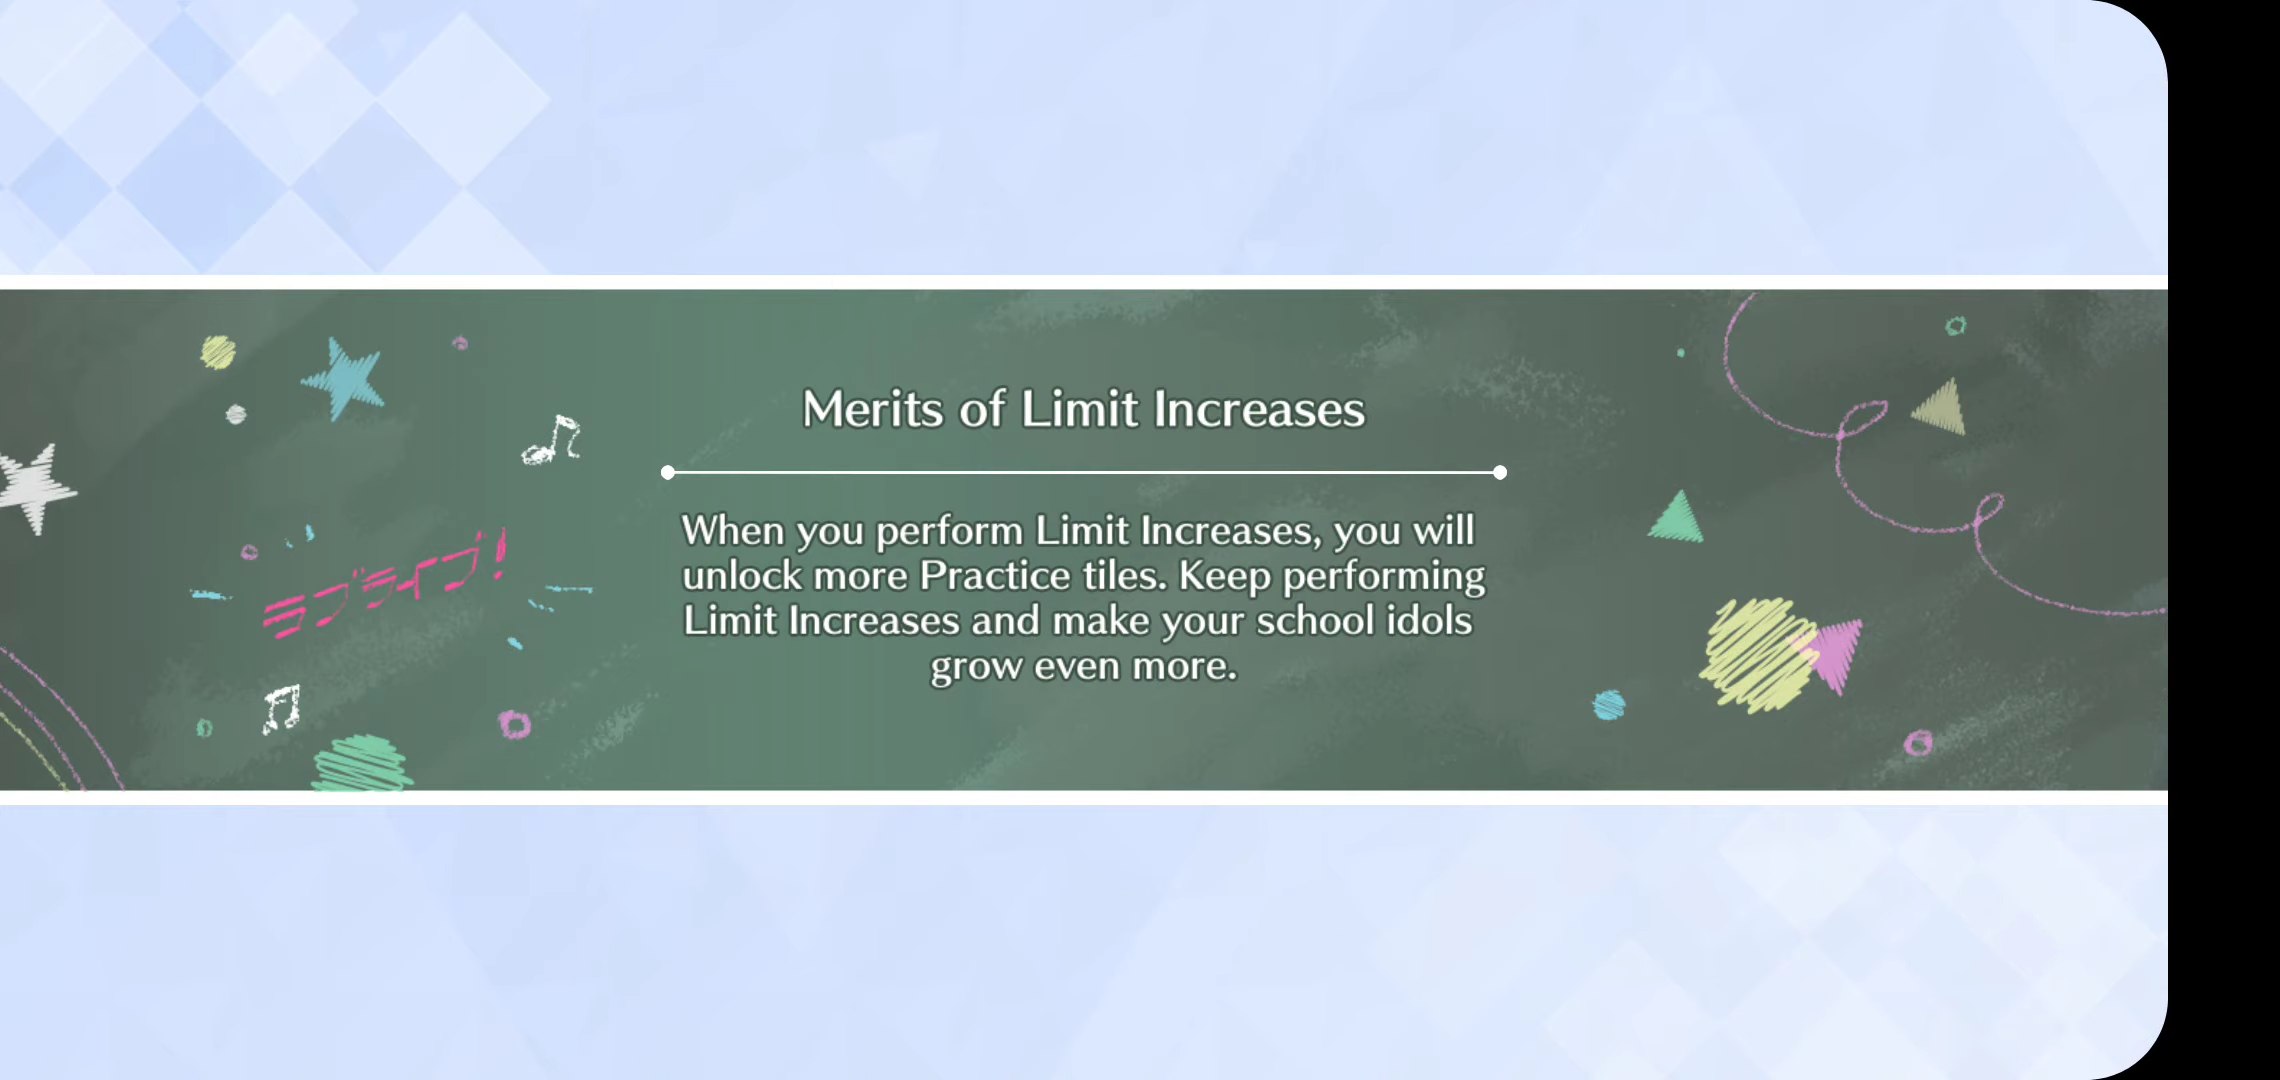 Merits of Limit Increases
When you perform Limit Increases, you will
unlock more Practice tiles. Keep performing
Limit Increases and make your school idols
grow even more.
ラブライブ!